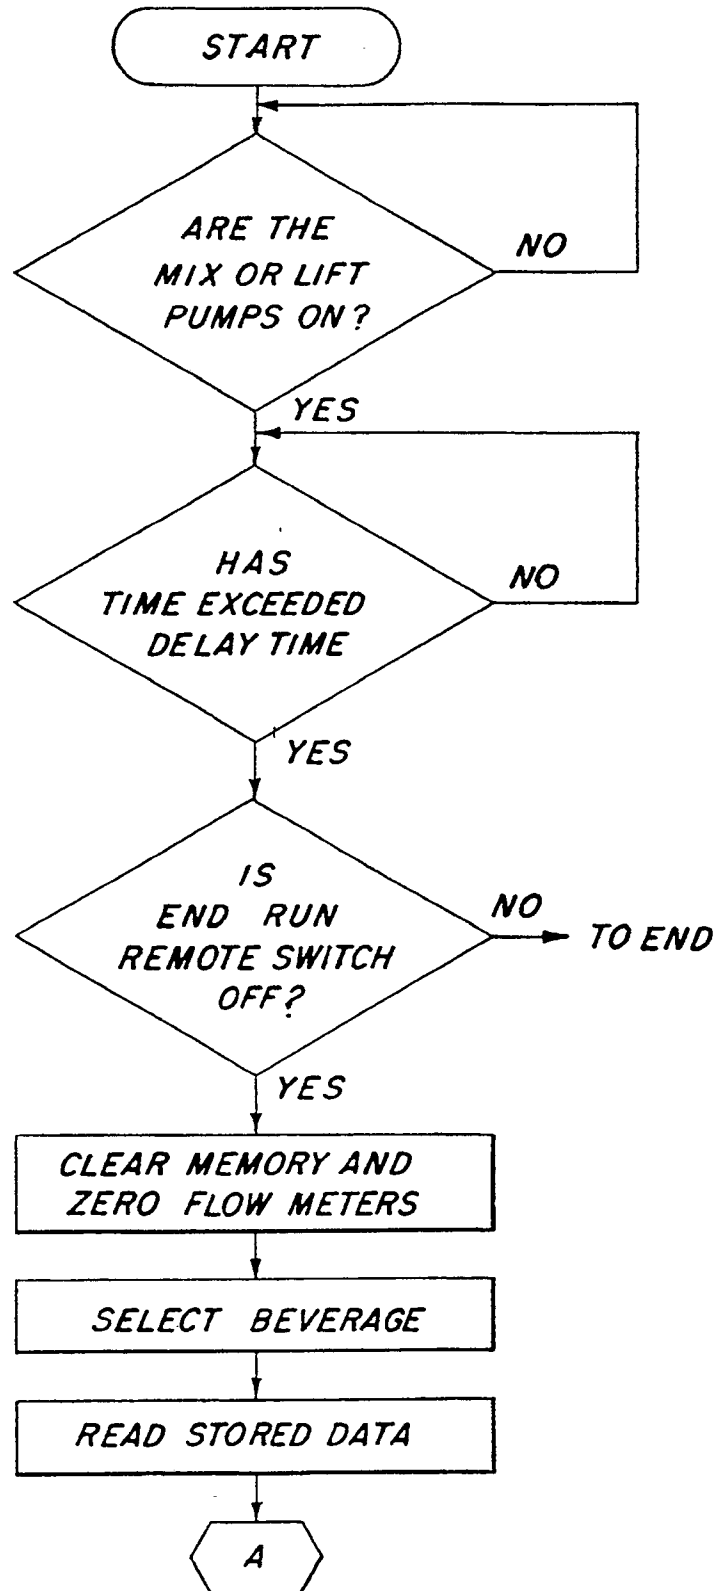 START
ARE THE
MIX OR LIFT
PUMPS ON?
NO
YES
HAS
TIME EXCEEDED
DELAY TIME
NO
YES
IS
END RUN
REMOTE SWITCH
OFF?
NO
TO END
YES
CLEAR MEMORY AND
ZERO FLOW METERS
SELECT BEVERAGE
READ STORED DATA
A